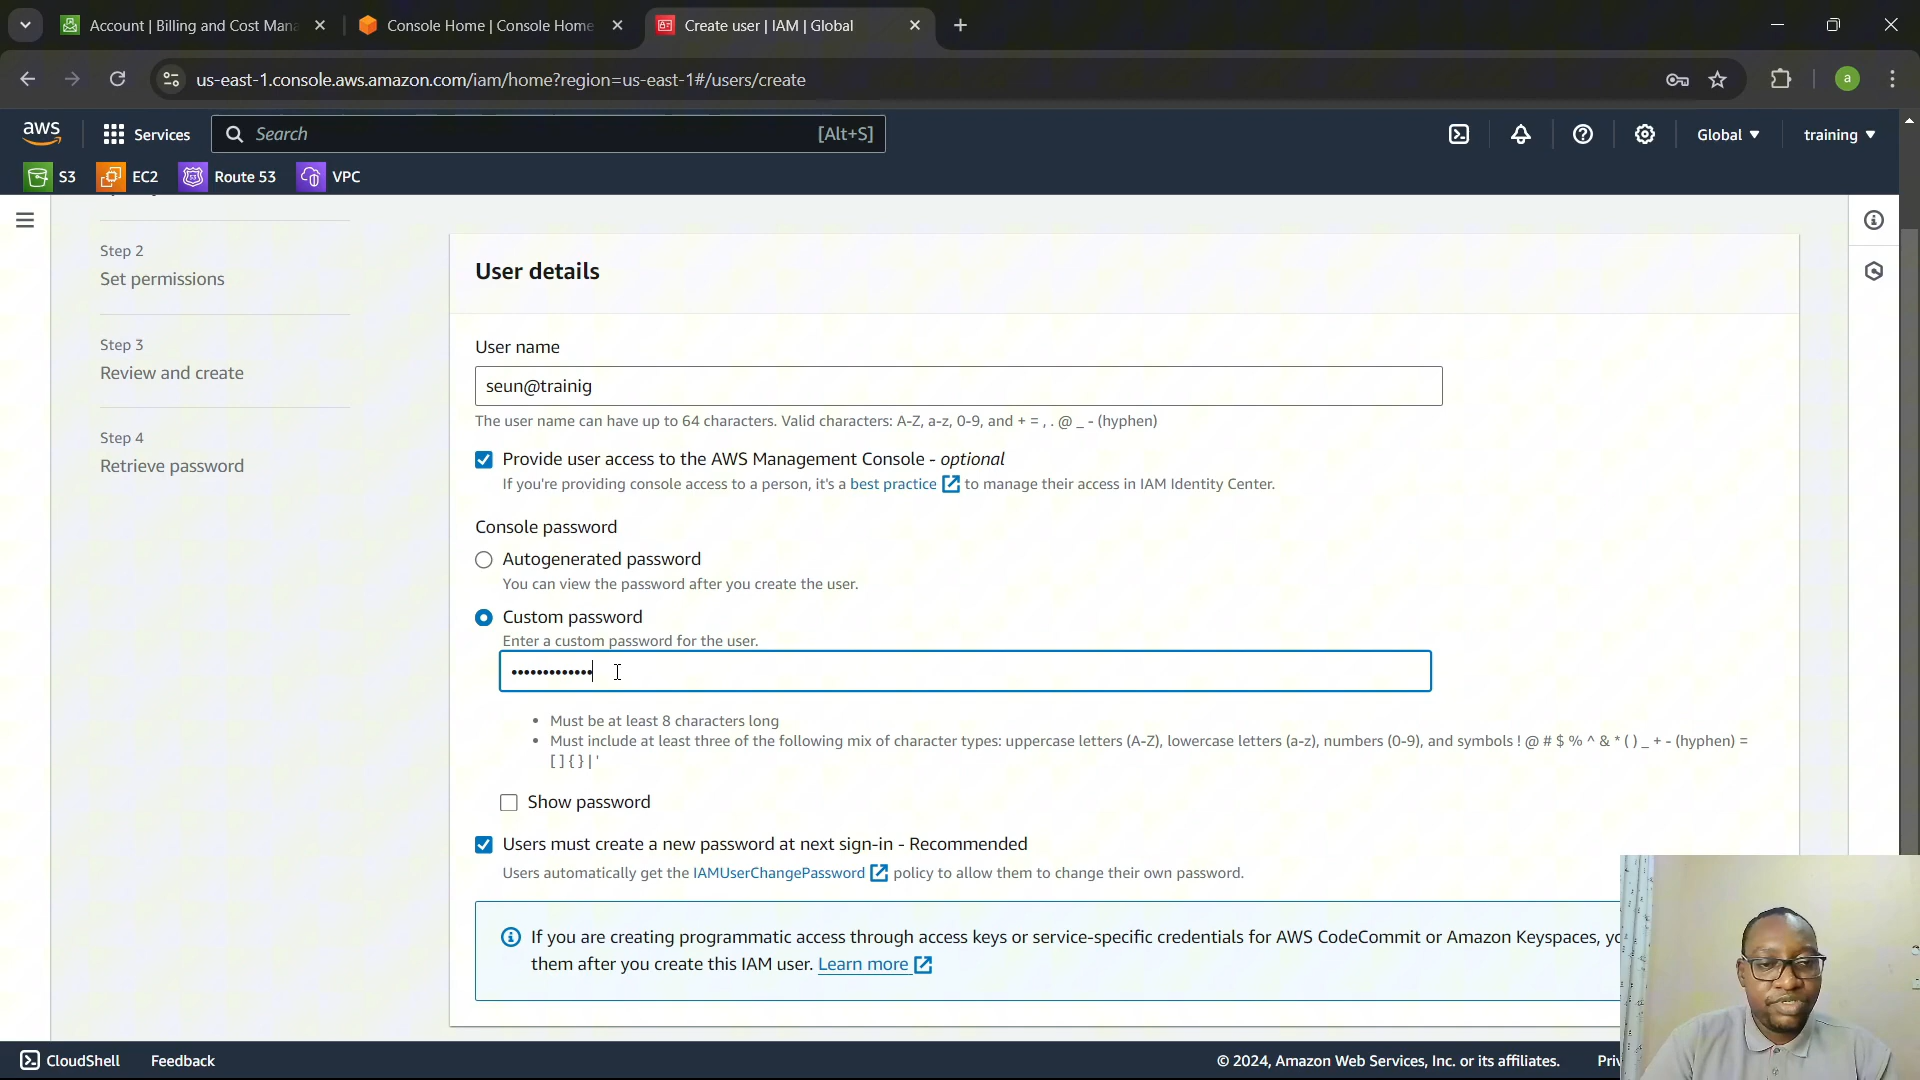 Account | Billing and Cost Mana
Console Home | Console Home
Create user | IAM | Global
us-east-1.console.aws.amazon.com/iam/home?region=us-east-1#/users/create
a
aws
Services
Search
[Alt+S]
Global
training
S3
EC2
Route 53
VPC
Step 2
Set permissions
Step 3
Review and create
Step 4
Retrieve password
User details
User name
seun@trainig
The user name can have up to 64 characters. Valid characters: A-Z, a-z, 0-9, and + = , . @ _ - (hyphen)
Provide user access to the AWS Management Console - optional
If you're providing console access to a person, it's a best practice to manage their access in IAM Identity Center.
Console password
Autogenerated password
You can view the password after you create the user.
Custom password
Enter a custom password for the user.
•••••••••••••
• Must be at least 8 characters long
• Must include at least three of the following mix of character types: uppercase letters (A-Z), lowercase letters (a-z), numbers (0-9), and symbols ! @ # $ % ^ & * ( ) _ + - (hyphen) =
[ ] { } | '
Show password
Users must create a new password at next sign-in - Recommended
Users automatically get the IAMUserChangePassword policy to allow them to change their own password.
If you are creating programmatic access through access keys or service-specific credentials for AWS CodeCommit or Amazon Keyspaces, yo
them after you create this IAM user. Learn more
CloudShell
Feedback
© 2024, Amazon Web Services, Inc. or its affiliates.
Pri